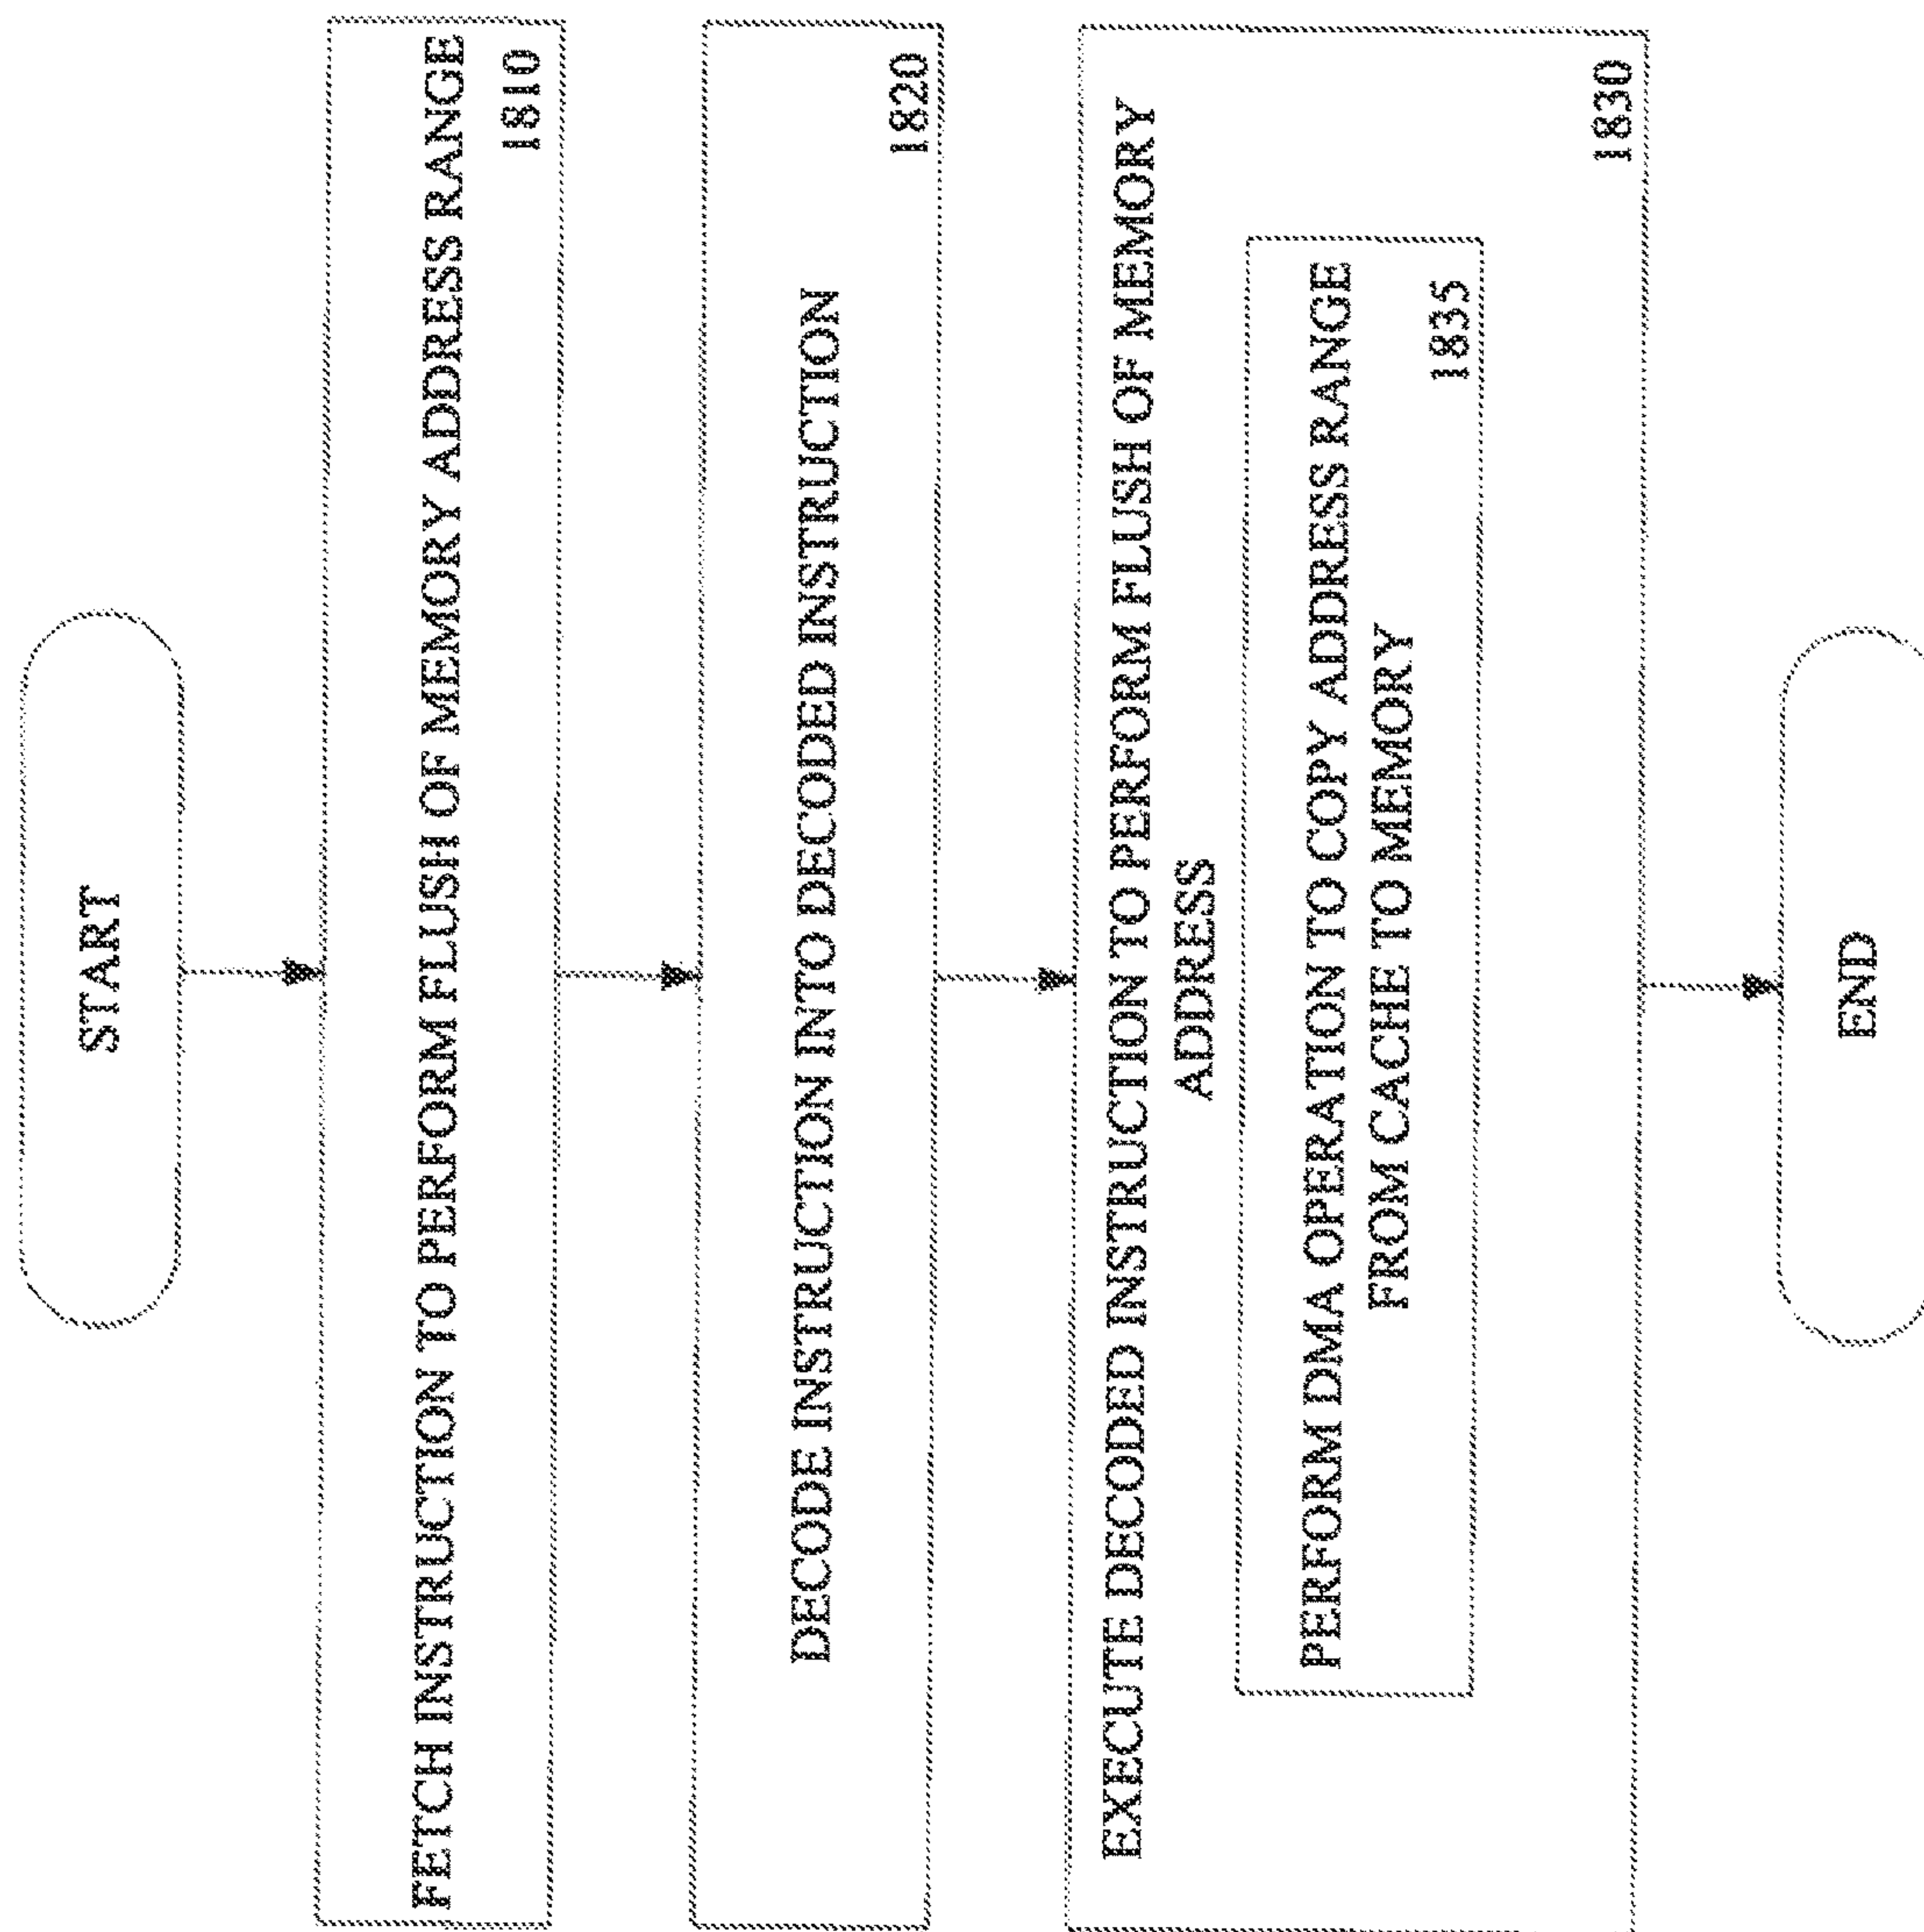 START
FETCH INSTRUCTION TO PERFORM FLUSH OF MEMORY ADDRESS RANGE
1810
DECODE INSTRUCTION INTO DECODED INSTRUCTION
1820
EXECUTE DECODED INSTRUCTION TO PERFORM FLUSH OF MEMORY
ADDRESS
PERFORM DMA OPERATION TO COPY ADDRESS RANGE
FROM CACHE TO MEMORY
1835
1830
END